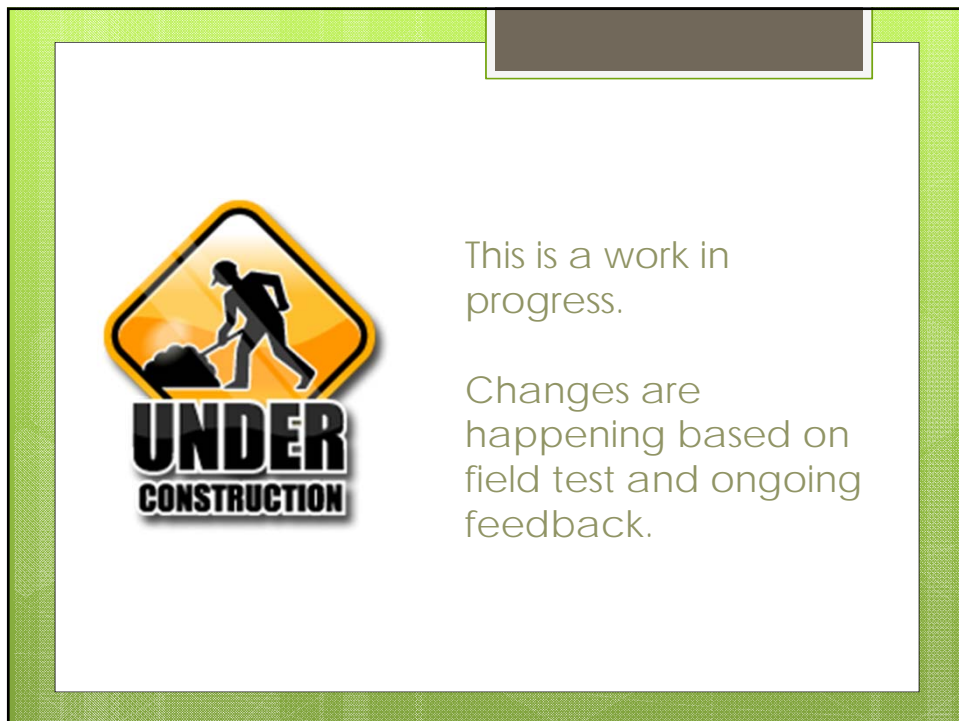 UNDER
CONSTRUCTION
This is a work in
progress.
Changes are
happening based on
field test and ongoing
feedback.